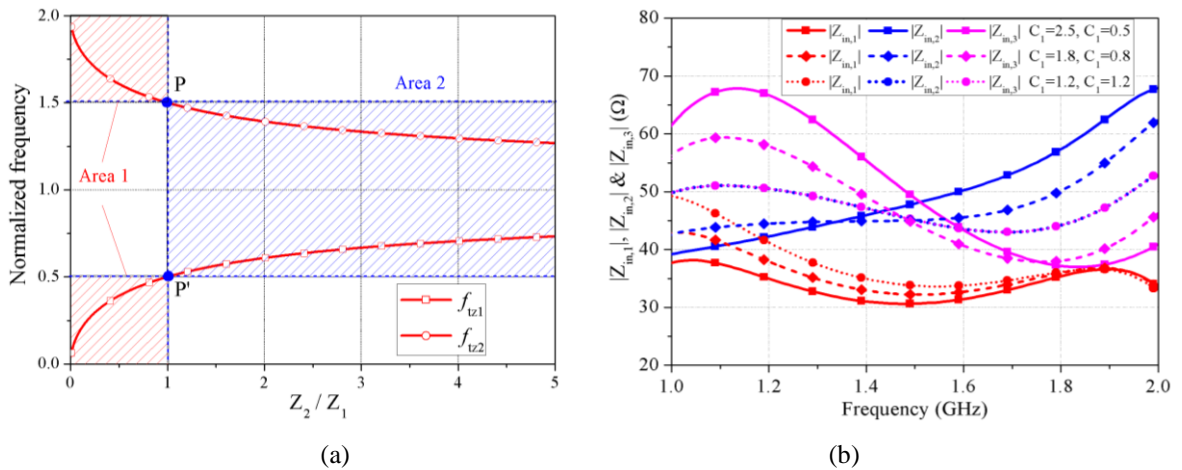 2.0
1.5
1.0
0.5
0.0
Normalized frequency
0
1
2
3
4
5
Z2 / Z1
P
P'
Area 1
Area 2
ftz1
ftz2
(a)
80
70
60
50
40
30
20
|Zin,1|, |Zin,2| & |Zin,3| (Ω)
|Zin,1| |Zin,2| |Zin,3| C1=2.5, C1=0.5
|Zin,1| |Zin,2| |Zin,3| C1=1.8, C1=0.8
|Zin,1| |Zin,2| |Zin,3| C1=1.2, C1=1.2
1.0
1.2
1.4
1.6
1.8
2.0
Frequency (GHz)
(b)